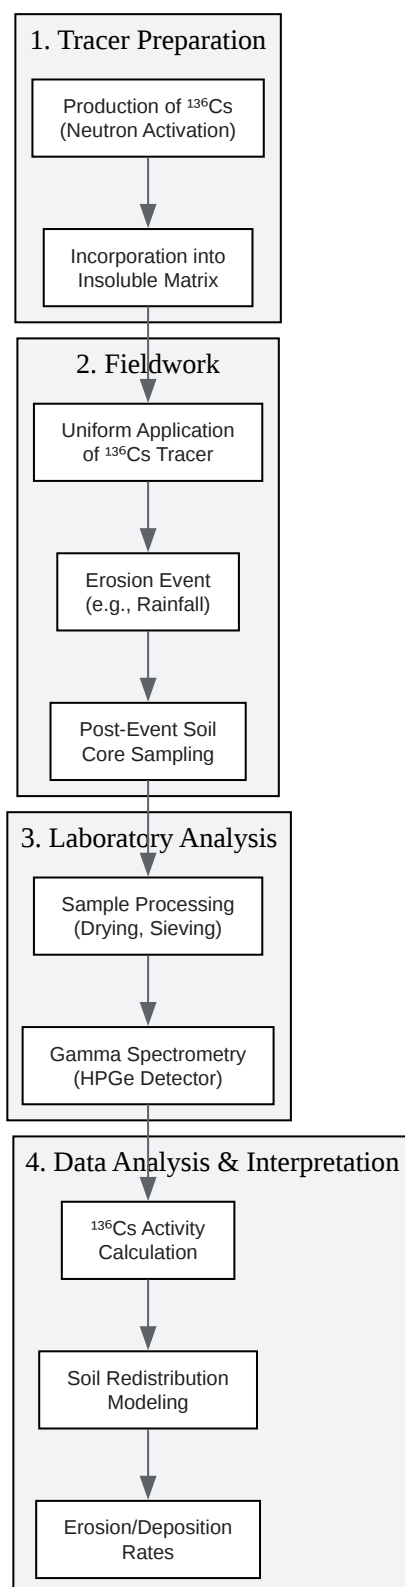 1. Tracer Preparation
Production of ¹³⁶Cs
(Neutron Activation)
Incorporation into
Insoluble Matrix
2. Fieldwork
Uniform Application
of ¹³⁶Cs Tracer
Erosion Event
(e.g., Rainfall)
Post-Event Soil
Core Sampling
3. Laboratory Analysis
Sample Processing
(Drying, Sieving)
Gamma Spectrometry
(HPGe Detector)
4. Data Analysis & Interpretation
¹³⁶Cs Activity
Calculation
Soil Redistribution
Modeling
Erosion/Deposition
Rates